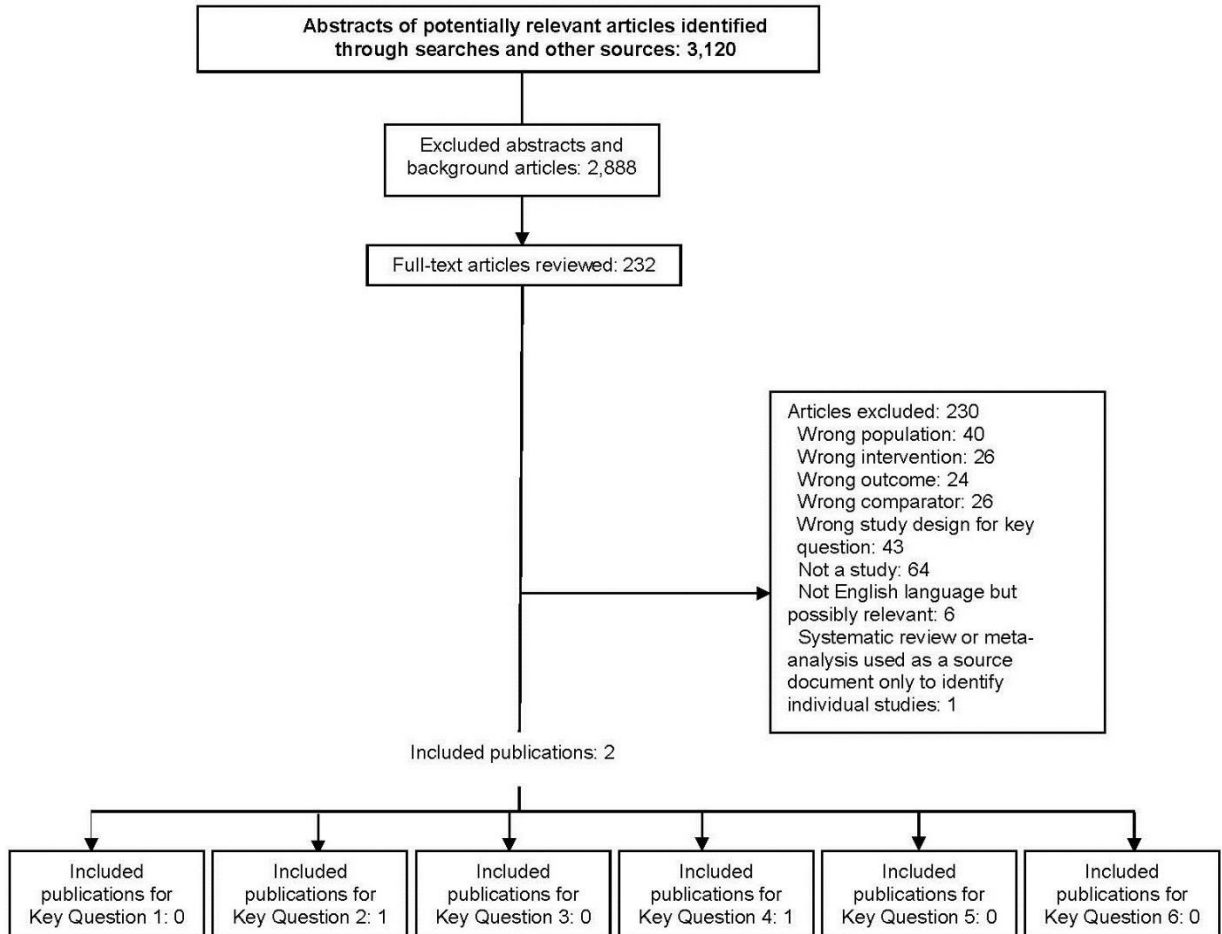 Abstracts of potentially relevant articles identified
through searches and other sources: 3,120
Excluded abstracts and
background articles: 2,888
Full-text articles reviewed: 232
Articles excluded: 230
Wrong population: 40
Wrong intervention: 26
Wrong outcome: 24
Wrong comparator: 26
Wrong study design for key
question: 43
Not a study: 64
Not English language but
possibly relevant: 6
Systematic review or meta-
analysis used as a source
document only to identify
individual studies: 1
Included publications: 2
Included
publications for
Key Question 1: 0
Included
publications for
Key Question 2: 1
Included
publications for
Key Question 3: 0
Included
publications for
Key Question 4: 1
Included
publications for
Key Question 5: 0
Included
publications for
Key Question 6: 0